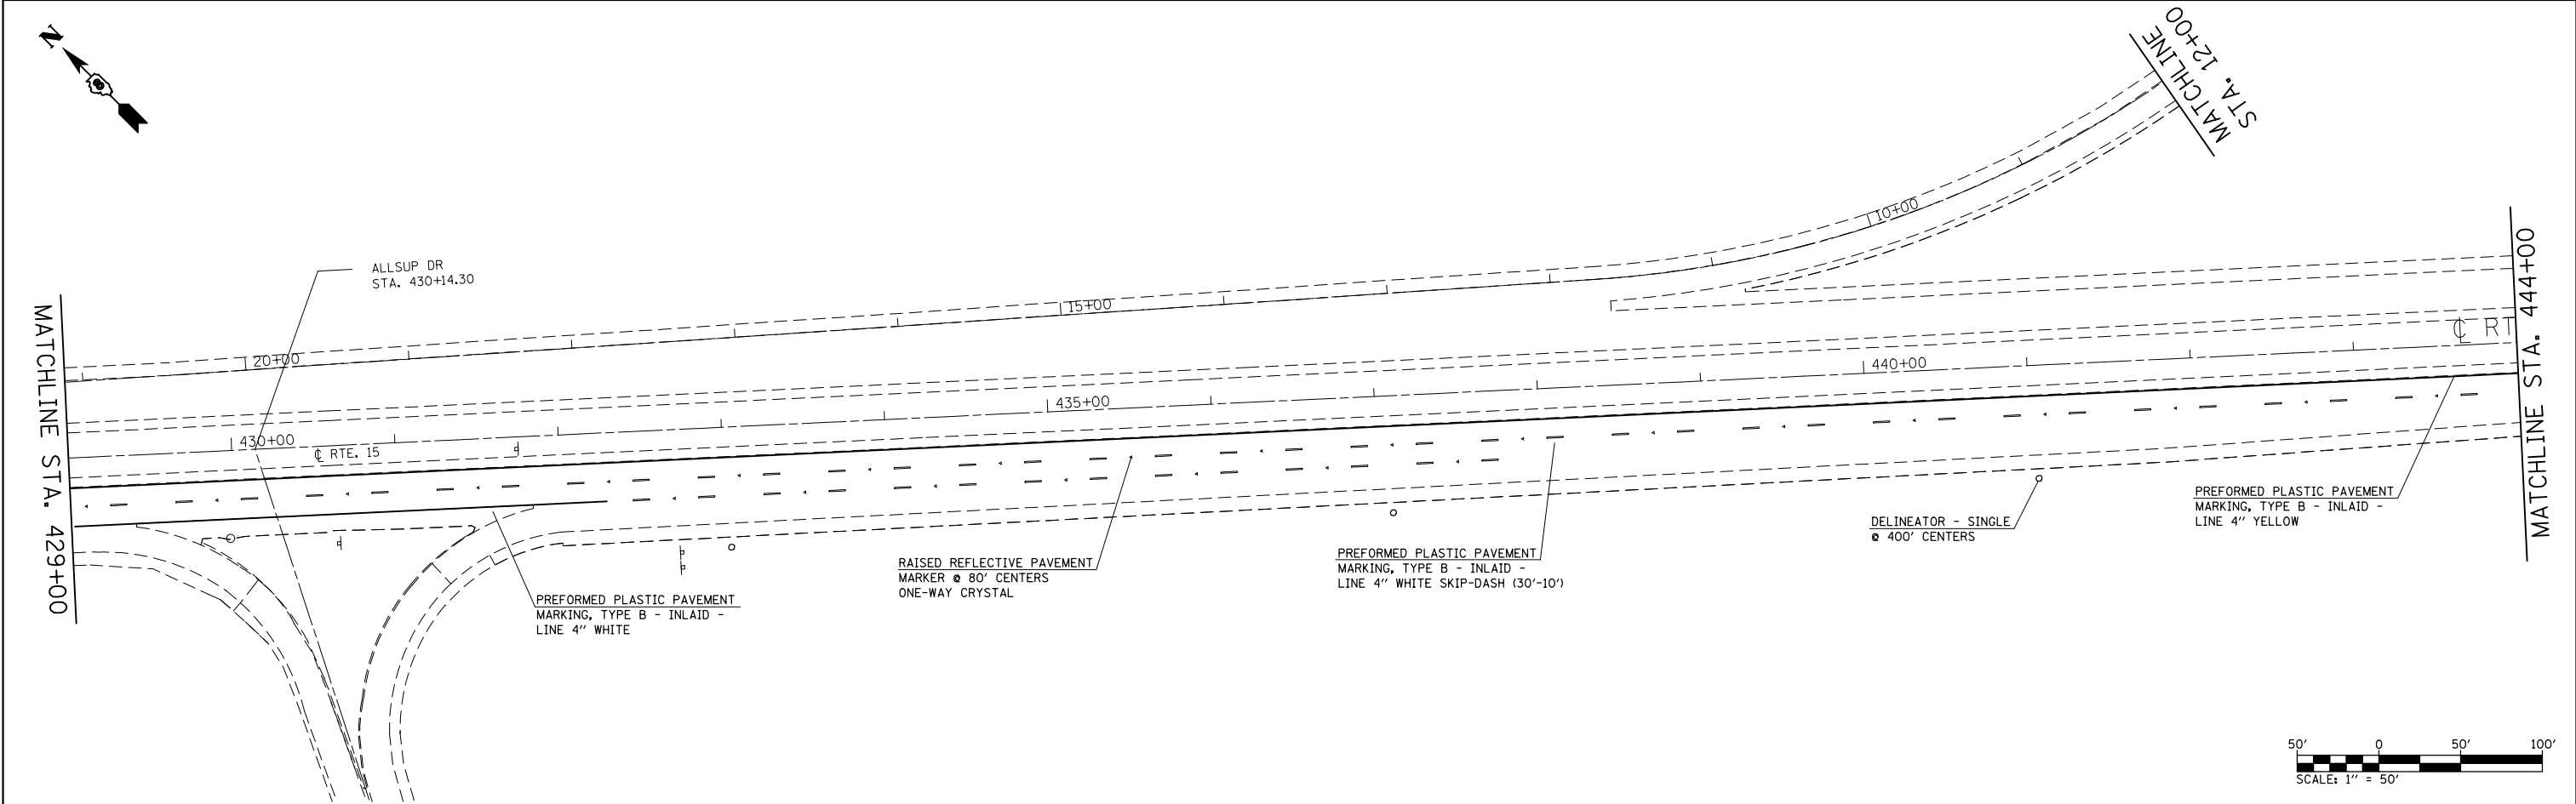 N
MATCHLINE
STA. 12+00
ALLSUP DR
STA. 430+14.30
10+00
15+00
20+00
MATCHLINE STA. 429+00
MATCHLINE STA. 444+00
℄ RT
440+00
435+00
430+00
℄ RTE. 15
PREFORMED PLASTIC PAVEMENT
MARKING, TYPE B - INLAID -
LINE 4" WHITE
RAISED REFLECTIVE PAVEMENT
MARKER @ 80' CENTERS
ONE-WAY CRYSTAL
PREFORMED PLASTIC PAVEMENT
MARKING, TYPE B - INLAID -
LINE 4" WHITE SKIP-DASH (30'-10')
DELINEATOR - SINGLE
@ 400' CENTERS
PREFORMED PLASTIC PAVEMENT
MARKING, TYPE B - INLAID -
LINE 4" YELLOW
50' 0 50' 100'
SCALE: 1" = 50'